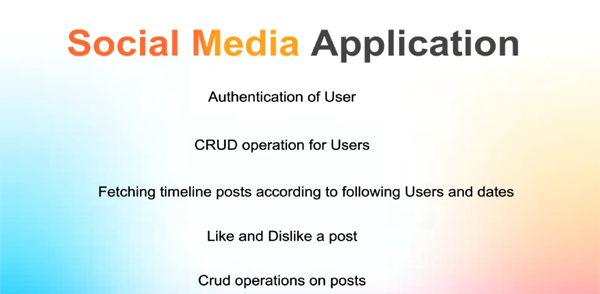 Social Media Application
Authentication of User
CRUD operation for Users
Fetching timeline posts according to following Users and dates
Like and Dislike a post
Crud operations on posts